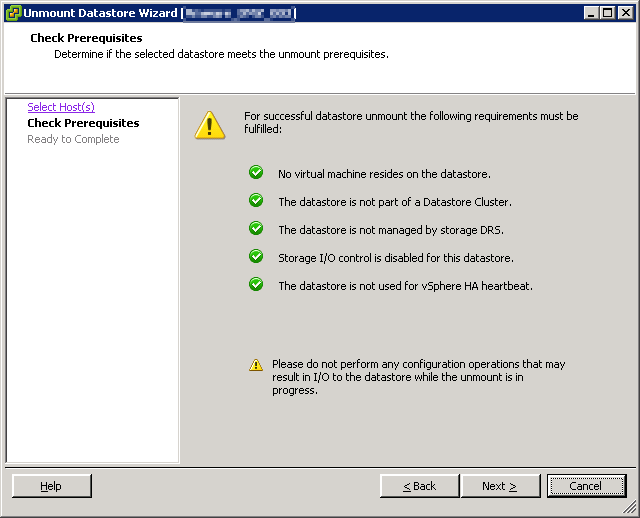 Unmount Datastore Wizard [
Check Prerequisites
Determine if the selected datastore meets the unmount prerequisites.
Select Host(s)
Check Prerequisites
Ready to Complete
For successful datastore unmount the following requirements must be
fulfilled:
No virtual machine resides on the datastore.
The datastore is not part of a Datastore Cluster.
The datastore is not managed by storage DRS.
Storage I/O control is disabled for this datastore.
The datastore is not used for vSphere HA heartbeat.
Please do not perform any configuration operations that may
result in I/O to the datastore while the unmount is in
progress.
Help
< Back
Next >
Cancel